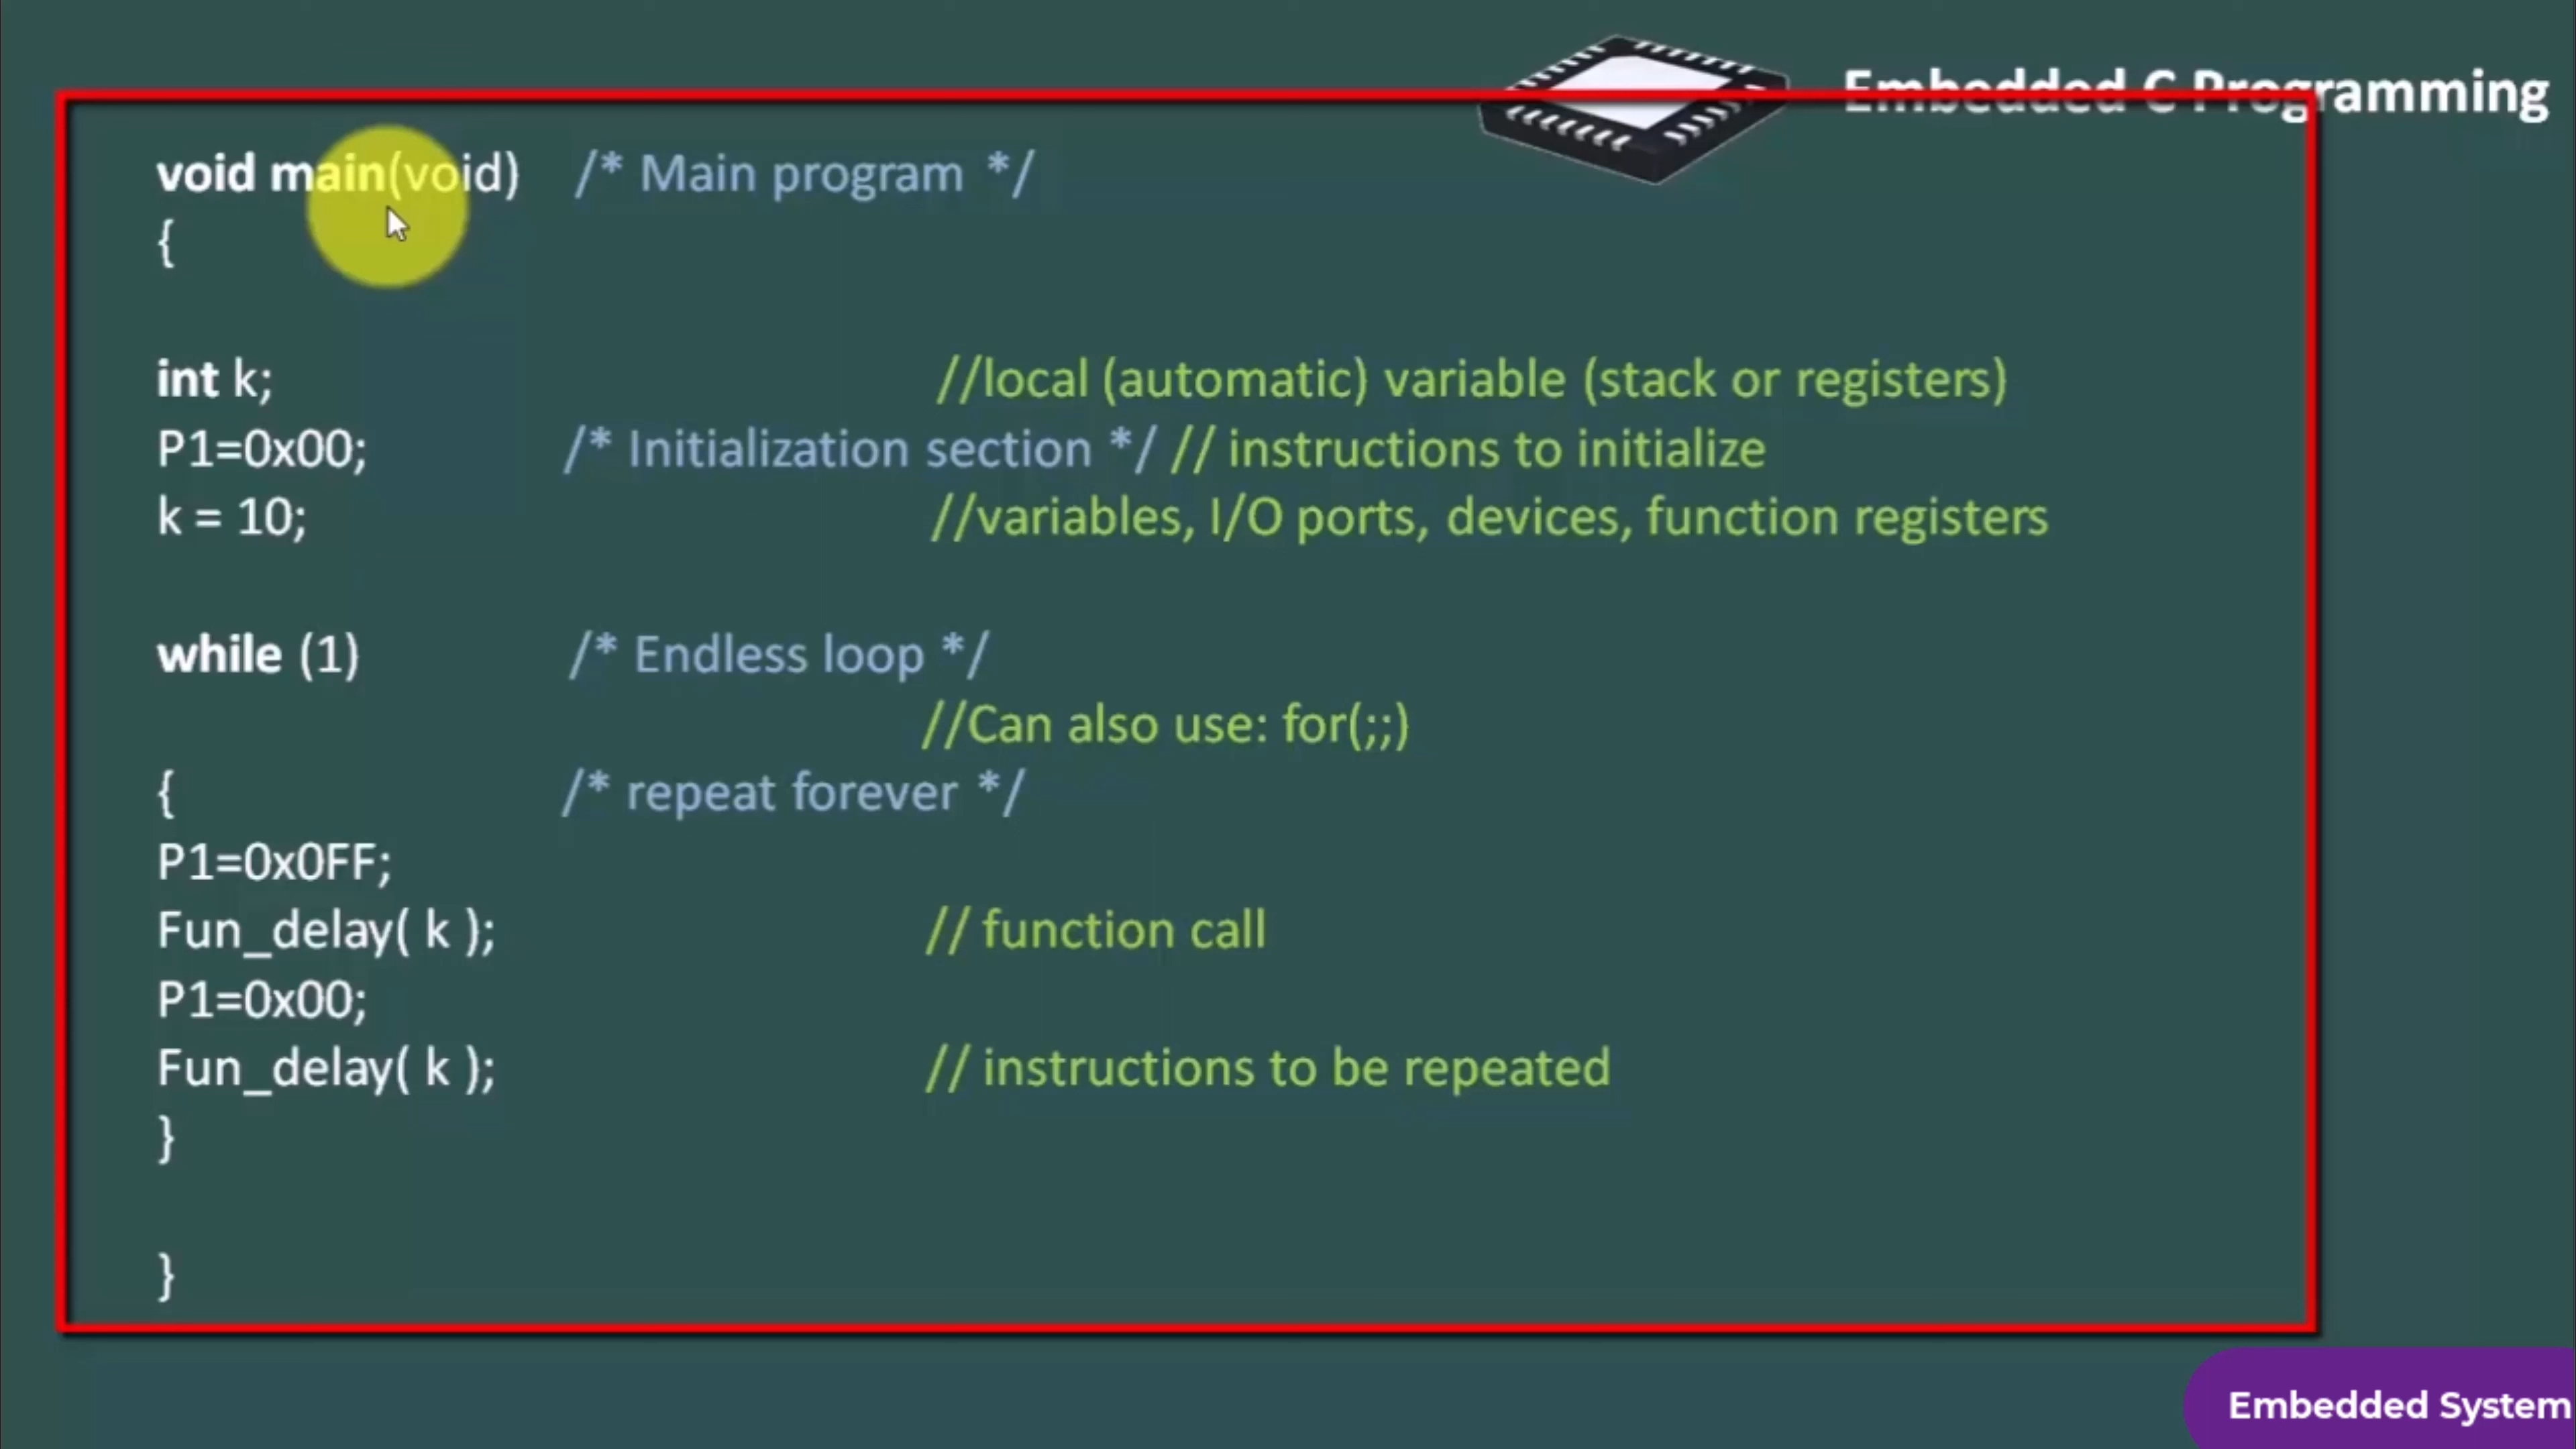 Embedded C Programming
void main(void) /* Main program */
{
int k; //local (automatic) variable (stack or registers)
P1=0x00; /* Initialization section */ // instructions to initialize
k = 10; //variables, I/O ports, devices, function registers
while (1) /* Endless loop */
//Can also use: for(;;)
{ /* repeat forever */
P1=0x0FF;
Fun_delay( k ); // function call
P1=0x00;
Fun_delay( k ); // instructions to be repeated
}
}
Embedded System